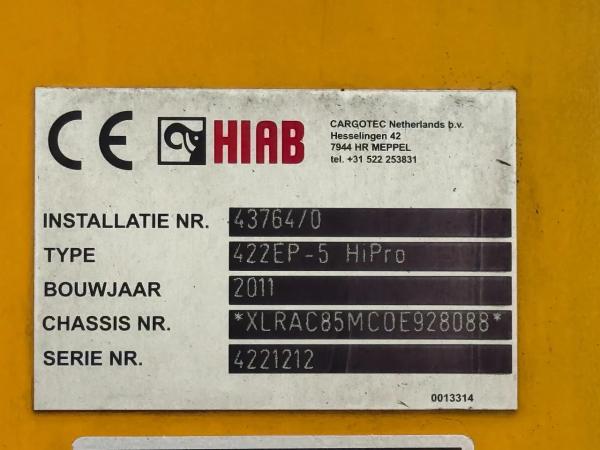 CE HIAB
CARGOTEC Netherlands b.v.
Hesselingen 42
7944 HR MEPPEL
tel. +31 522 253831
INSTALLATIE NR. 43764/0
TYPE 422EP-5 HiPro
BOUWJAAR 2011
CHASSIS NR. *XLRAC85MC0E928088*
SERIE NR. 4221212
0013314